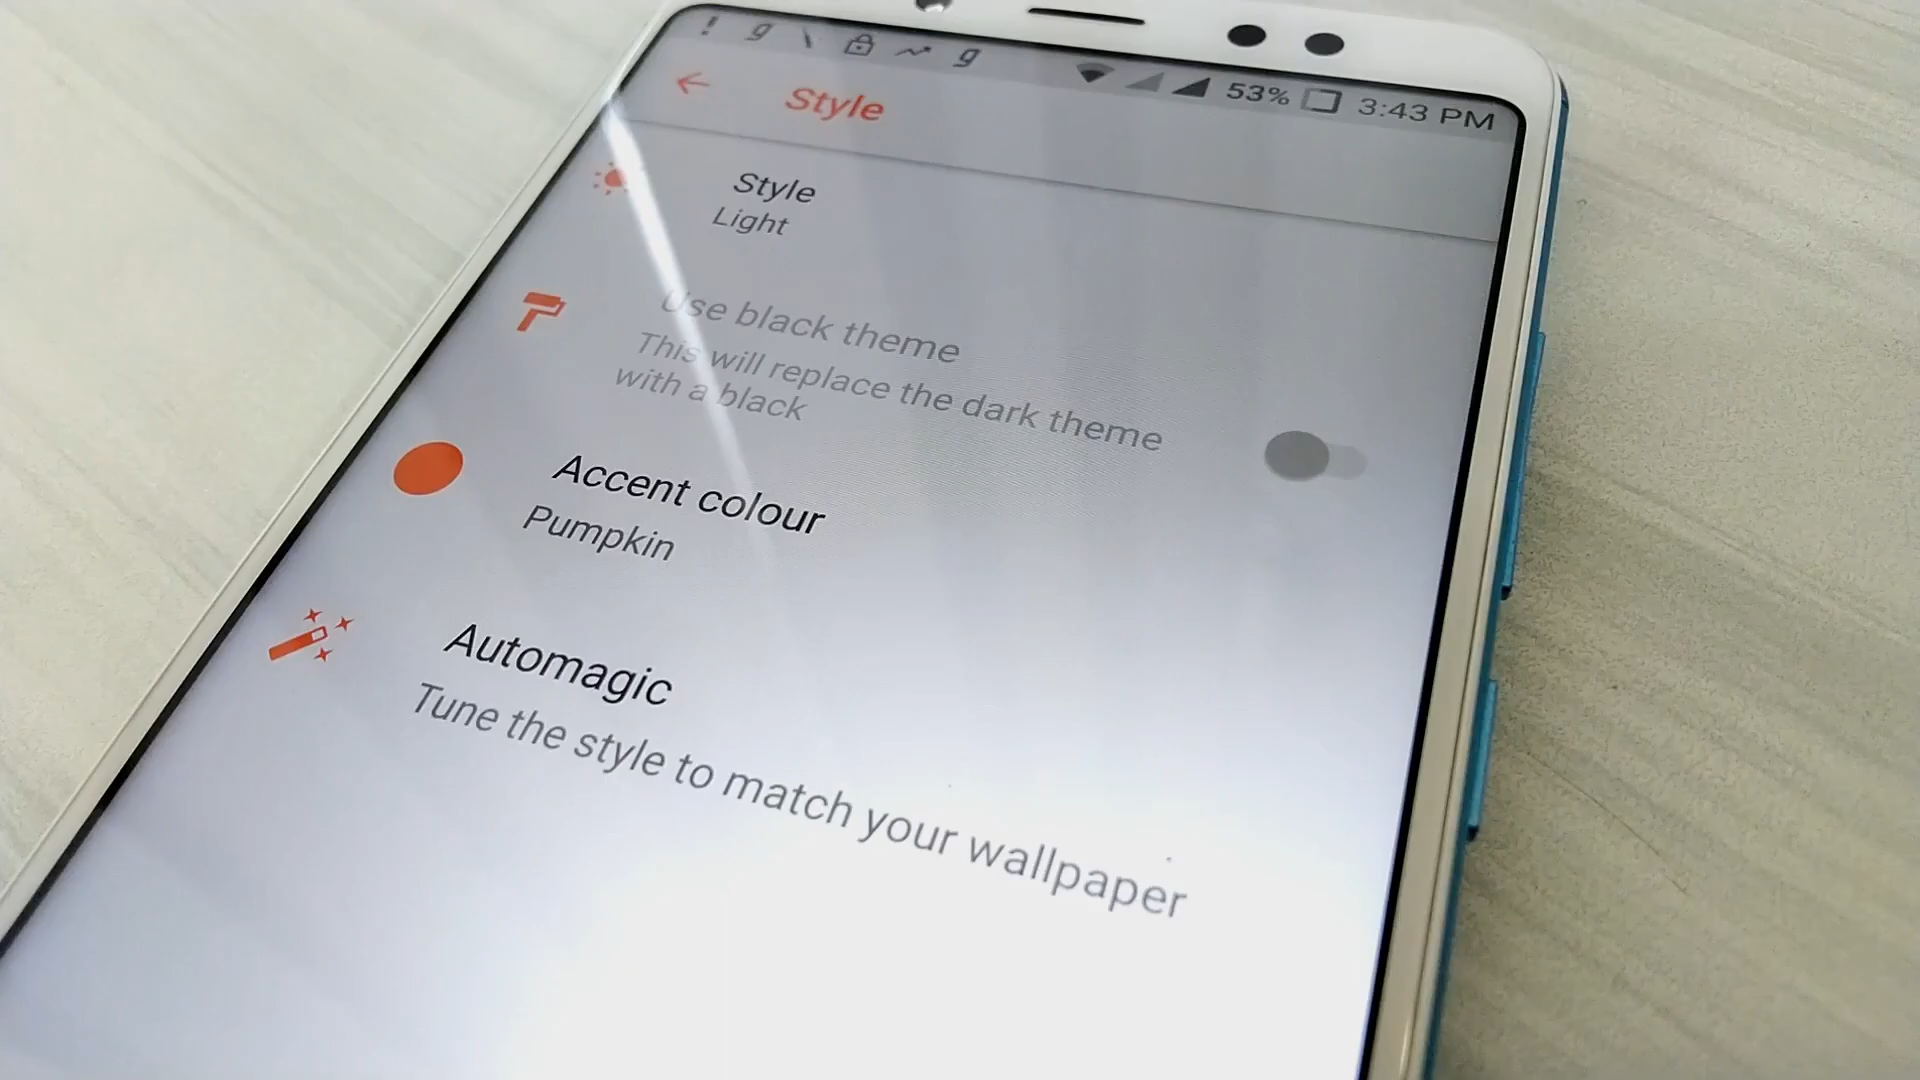 53% 3:43 PM
Style
Style
Light
Use black theme
This will replace the dark theme
with a black
Accent colour
Pumpkin
Automagic
Tune the style to match your wallpaper